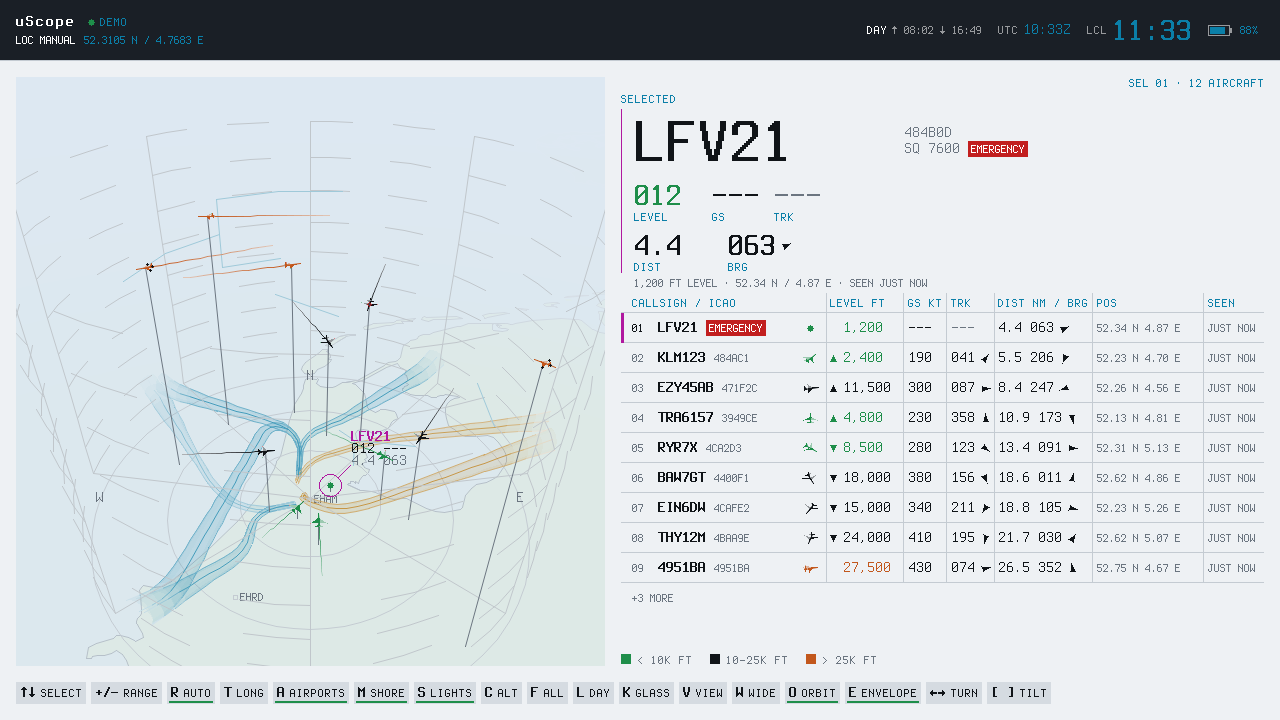 uScope DEMO
LOC MANUAL 52.3105 N / 4.7683 E
DAY ↑ 08:02 ↓ 16:49 UTC 10:33Z LCL 11:33 88%
SEL 01 · 12 AIRCRAFT
SELECTED
LFV21
484B0D
SQ 7600 EMERGENCY
012 --- ---
LEVEL GS TRK
4.4 063
DIST BRG
1,200 FT LEVEL · 52.34 N / 4.87 E · SEEN JUST NOW
CALLSIGN / ICAO LEVEL FT GS KT TRK DIST NM / BRG POS SEEN
01 LFV21 EMERGENCY 1,200 --- --- 4.4 063 52.34 N 4.87 E JUST NOW
02 KLM123 484AC1 ▲ 2,400 190 041 5.5 206 52.23 N 4.70 E JUST NOW
03 EZY45AB 471F2C ▲ 11,500 300 087 8.4 247 52.26 N 4.56 E JUST NOW
04 TRA6157 3949CE ▲ 4,800 230 358 10.9 173 52.13 N 4.81 E JUST NOW
05 RYR7X 4CA2D3 ▼ 8,500 280 123 13.4 091 52.31 N 5.13 E JUST NOW
06 BAW7GT 4400F1 ▼ 18,000 380 156 18.4 011 52.62 N 4.86 E JUST NOW
07 EIN6DW 4CAFE2 ▼ 15,000 340 211 18.8 105 52.23 N 5.26 E JUST NOW
08 THY12M 4BAA9E ▼ 24,000 410 195 21.7 030 52.62 N 5.07 E JUST NOW
09 4951BA 4951BA 27,500 430 074 26.5 352 52.75 N 4.67 E JUST NOW
+3 MORE
N
LFV21
012 ---
4.4 063
W
E
EHAM
EHRD
< 10K FT 10-25K FT > 25K FT
↑↓ SELECT +/- RANGE R AUTO T LONG A AIRPORTS M SHORE S LIGHTS C ALT F ALL L DAY K GLASS V VIEW W WIDE O ORBIT E ENVELOPE ←→ TURN [ ] TILT